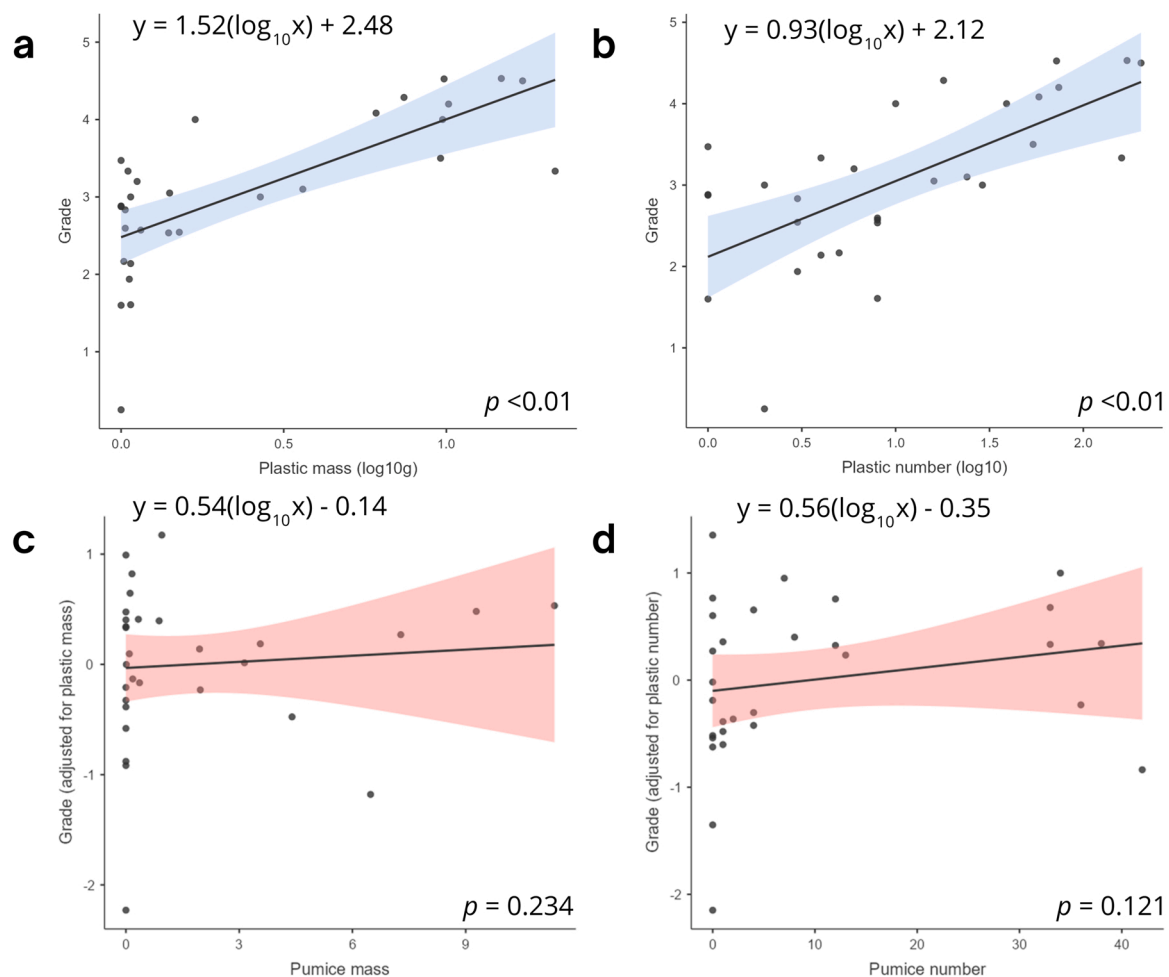 a
y = 1.52(log10x) + 2.48
5
4
3
2
1
Grade
0.0 0.5 1.0
Plastic mass (log10g)
p <0.01
b
y = 0.93(log10x) + 2.12
5
4
3
2
1
Grade
0.0 0.5 1.0 1.5 2.0
Plastic number (log10)
p <0.01
c
y = 0.54(log10x) - 0.14
1
0
-1
-2
Grade (adjusted for plastic mass)
0 3 6 9
Pumice mass
p = 0.234
d
y = 0.56(log10x) - 0.35
1
0
-1
-2
Grade (adjusted for plastic number)
0 10 20 30 40
Pumice number
p = 0.121